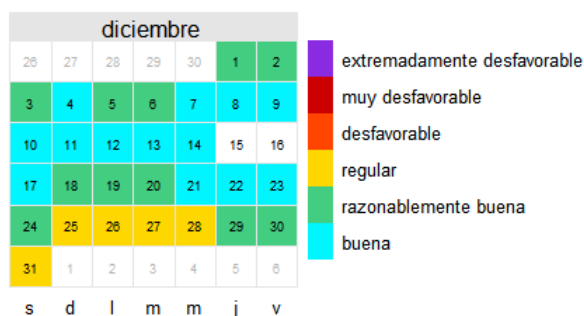 diciembre
26 27 28 29 30 1 2
3 4 5 6 7 8 9
10 11 12 13 14 15 16
17 18 19 20 21 22 23
24 25 26 27 28 29 30
31 1 2 3 4 5 6
s d l m m j v
extremadamente desfavorable
muy desfavorable
desfavorable
regular
razonablemente buena
buena